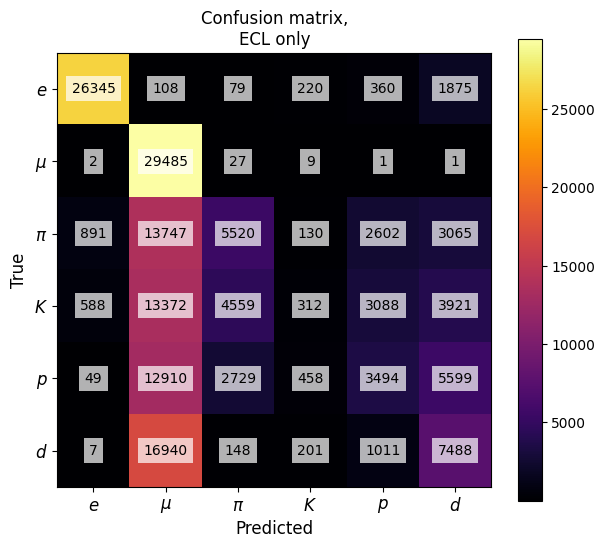 Confusion matrix,
ECL only
True
e 26345 108 79 220 360 1875
μ 2 29485 27 9 1 1
π 891 13747 5520 130 2602 3065
K 588 13372 4559 312 3088 3921
p 49 12910 2729 458 3494 5599
d 7 16940 148 201 1011 7488
e μ π K p d
Predicted
25000
20000
15000
10000
5000